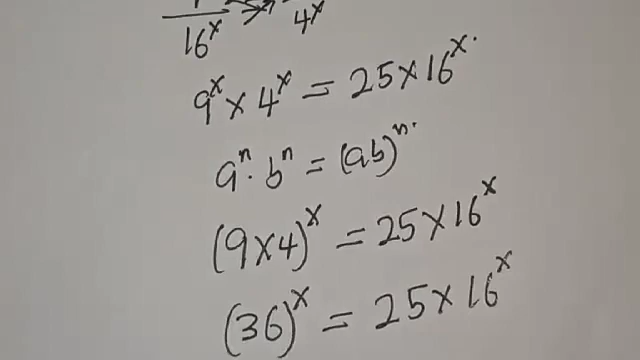 16^x 4^x
9^x × 4^x = 25 × 16^x.
a^n · b^n = (ab)^n.
(9×4)^x = 25 × 16^x
(36)^x = 25 × 16^x